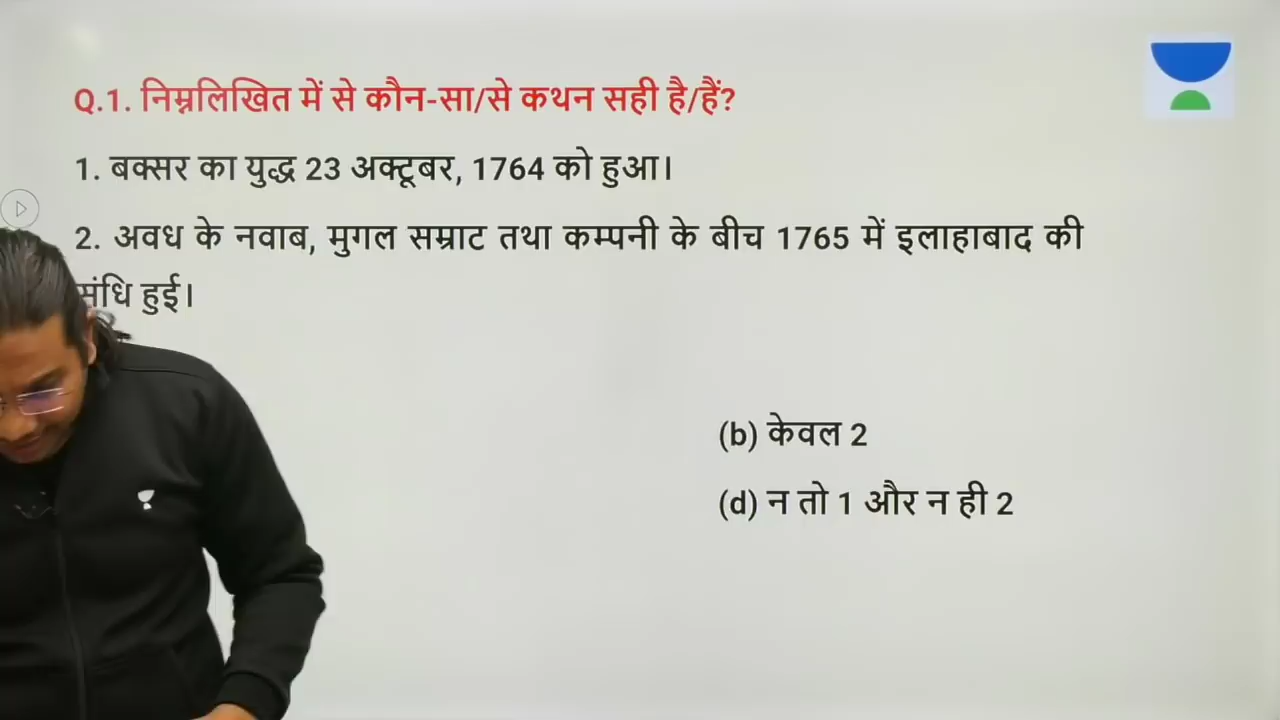 Q.1. निम्नलिखित में से कौन-सा/से कथन सही है/हैं?
1. बक्सर का युद्ध 23 अक्टूबर, 1764 को हुआ।
2. अवध के नवाब, मुगल सम्राट तथा कम्पनी के बीच 1765 में इलाहाबाद की
संधि हुई।
(b) केवल 2
(d) न तो 1 और न ही 2